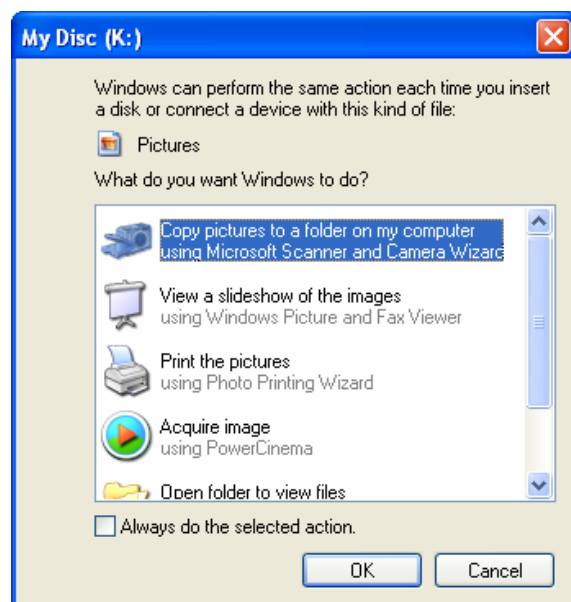 My Disc (K:)
Windows can perform the same action each time you insert
a disk or connect a device with this kind of file:
Pictures
What do you want Windows to do?
Copy pictures to a folder on my computer
using Microsoft Scanner and Camera Wizard
View a slideshow of the images
using Windows Picture and Fax Viewer
Print the pictures
using Photo Printing Wizard
Acquire image
using PowerCinema
Open folder to view files
Always do the selected action.
OK
Cancel